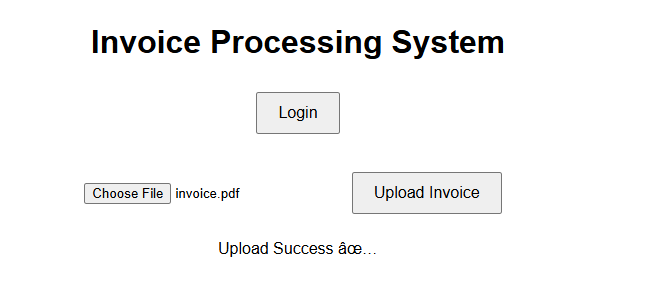 Invoice Processing System
Login
Choose File invoice.pdf
Upload Invoice
Upload Success âœ…